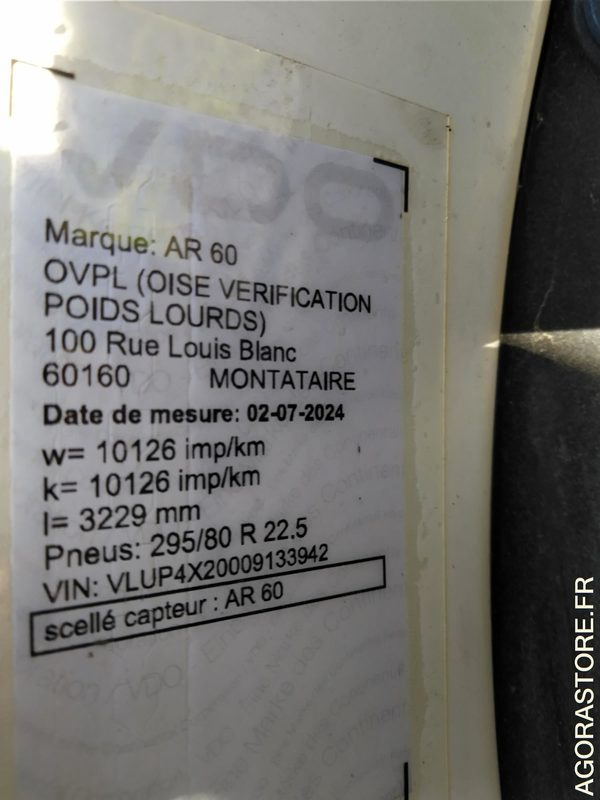 Marque: AR 60
OVPL (OISE VERIFICATION
POIDS LOURDS)
100 Rue Louis Blanc
60160 MONTATAIRE
Date de mesure: 02-07-2024
w= 10126 imp/km
k= 10126 imp/km
l= 3229 mm
Pneus: 295/80 R 22.5
VIN: VLUP4X20009133942
scellé capteur : AR 60
AGORASTORE.FR